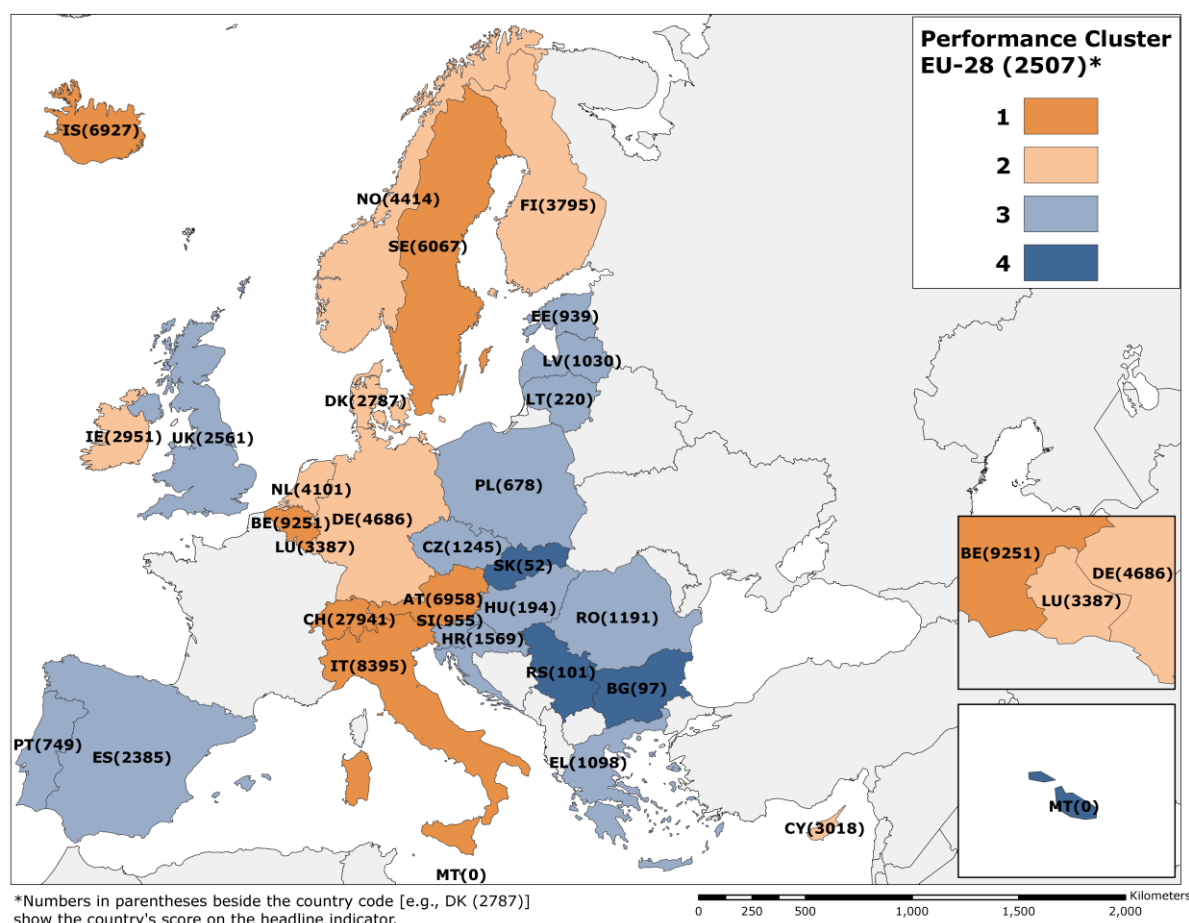 Performance Cluster
EU-28 (2507)*
1
2
3
4
IS(6927)
NO(4414)
FI(3795)
SE(6067)
EE(939)
LV(1030)
LT(220)
DK(2787)
IE(2951)
UK(2561)
NL(4101)
PL(678)
BE(9251)
DE(4686)
LU(3387)
CZ(1245)
SK(52)
AT(6958)
HU(194)
CH(27941)
SI(955)
RO(1191)
HR(1569)
IT(8395)
RS(101)
BG(97)
PT(749)
ES(2385)
EL(1098)
CY(3018)
MT(0)
BE(9251)
DE(4686)
LU(3387)
MT(0)
*Numbers in parentheses beside the country code [e.g., DK (2787)]
show the country's score on the headline indicator.
Kilometers
0 250 500 1,000 1,500 2,000